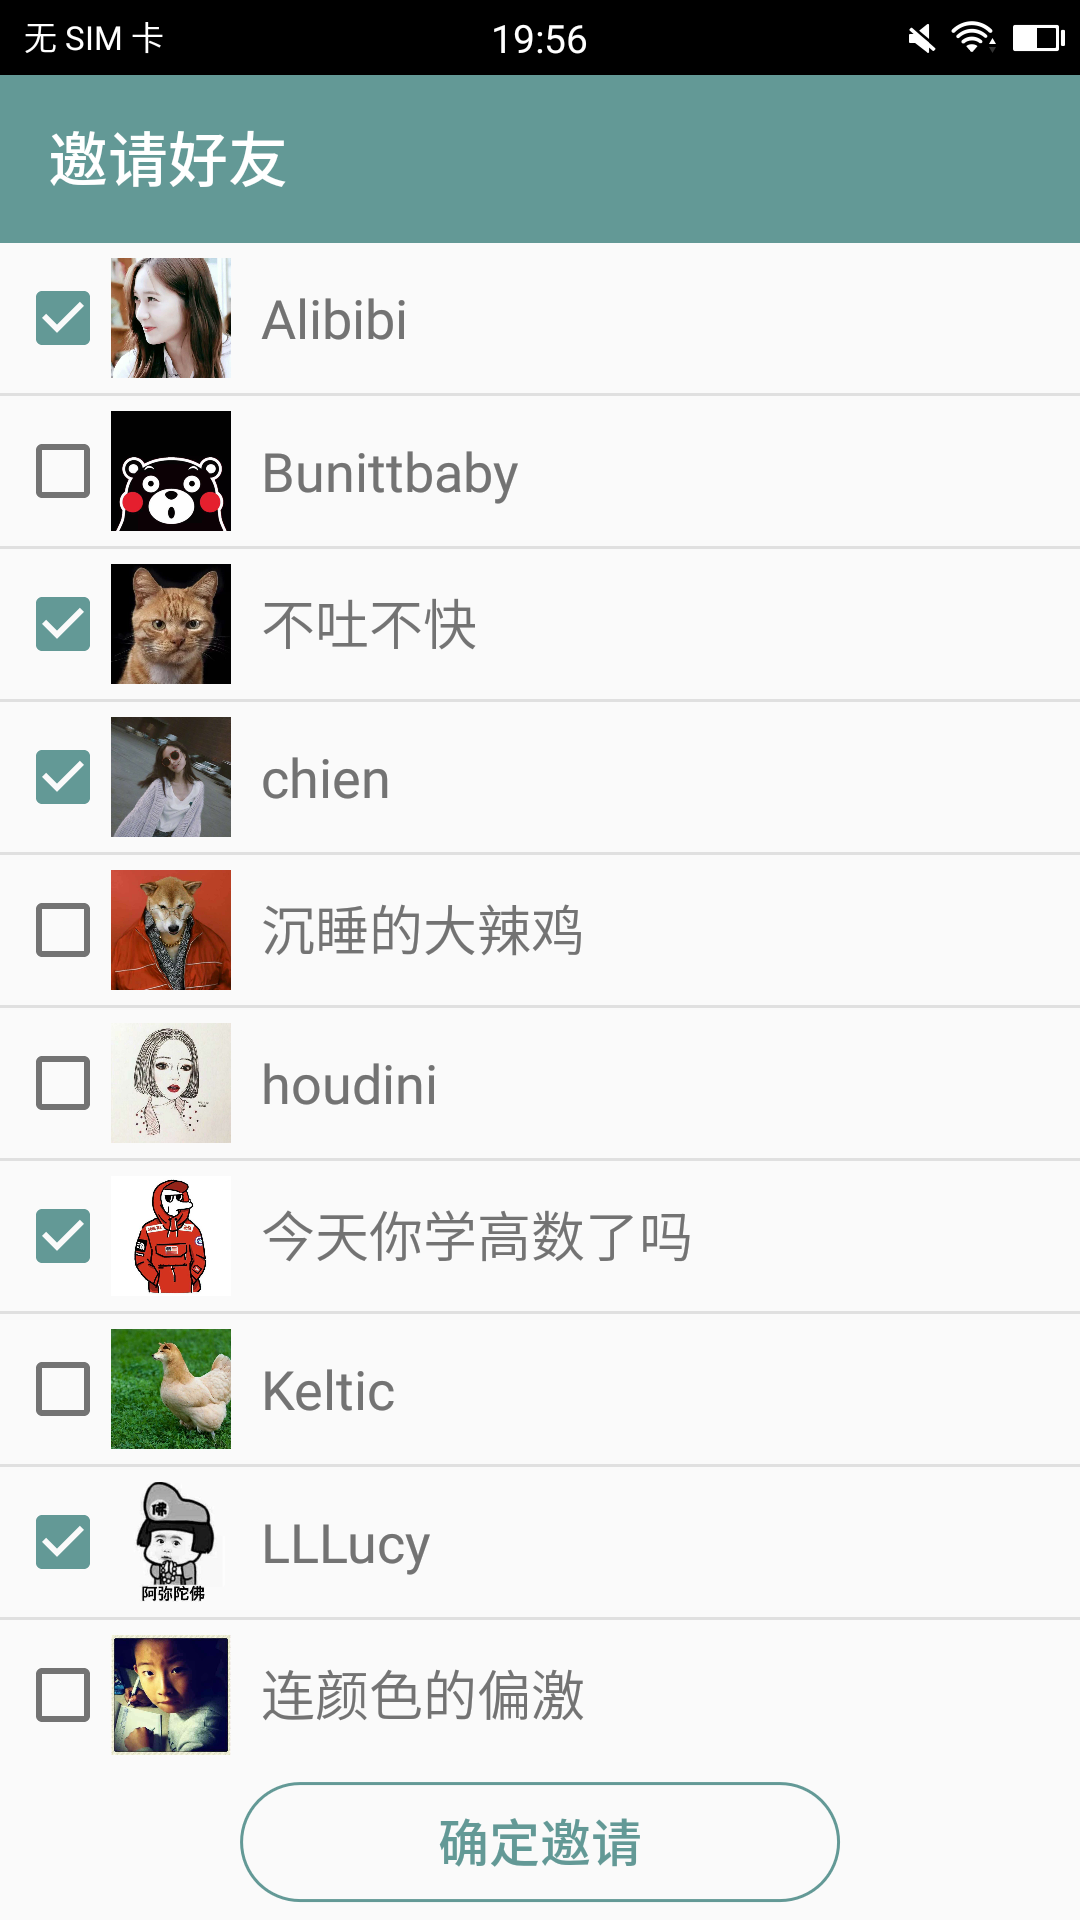 无 SIM 卡
19:56
邀请好友
Alibibi
Bunittbaby
不吐不快
chien
沉睡的大辣鸡
houdini
今天你学高数了吗
Keltic
佛
LLLucy
阿弥陀佛
连颜色的偏激
确定邀请